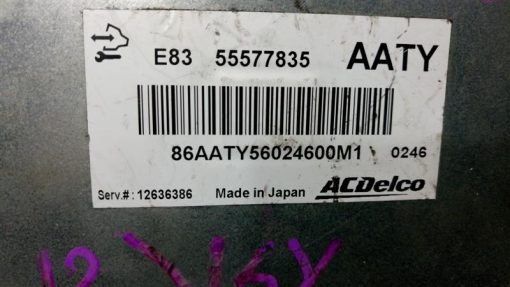 E83 55577835 AATY
86AATY56024600M1 0246
Serv.#: 12636386 Made in Japan ACDelco